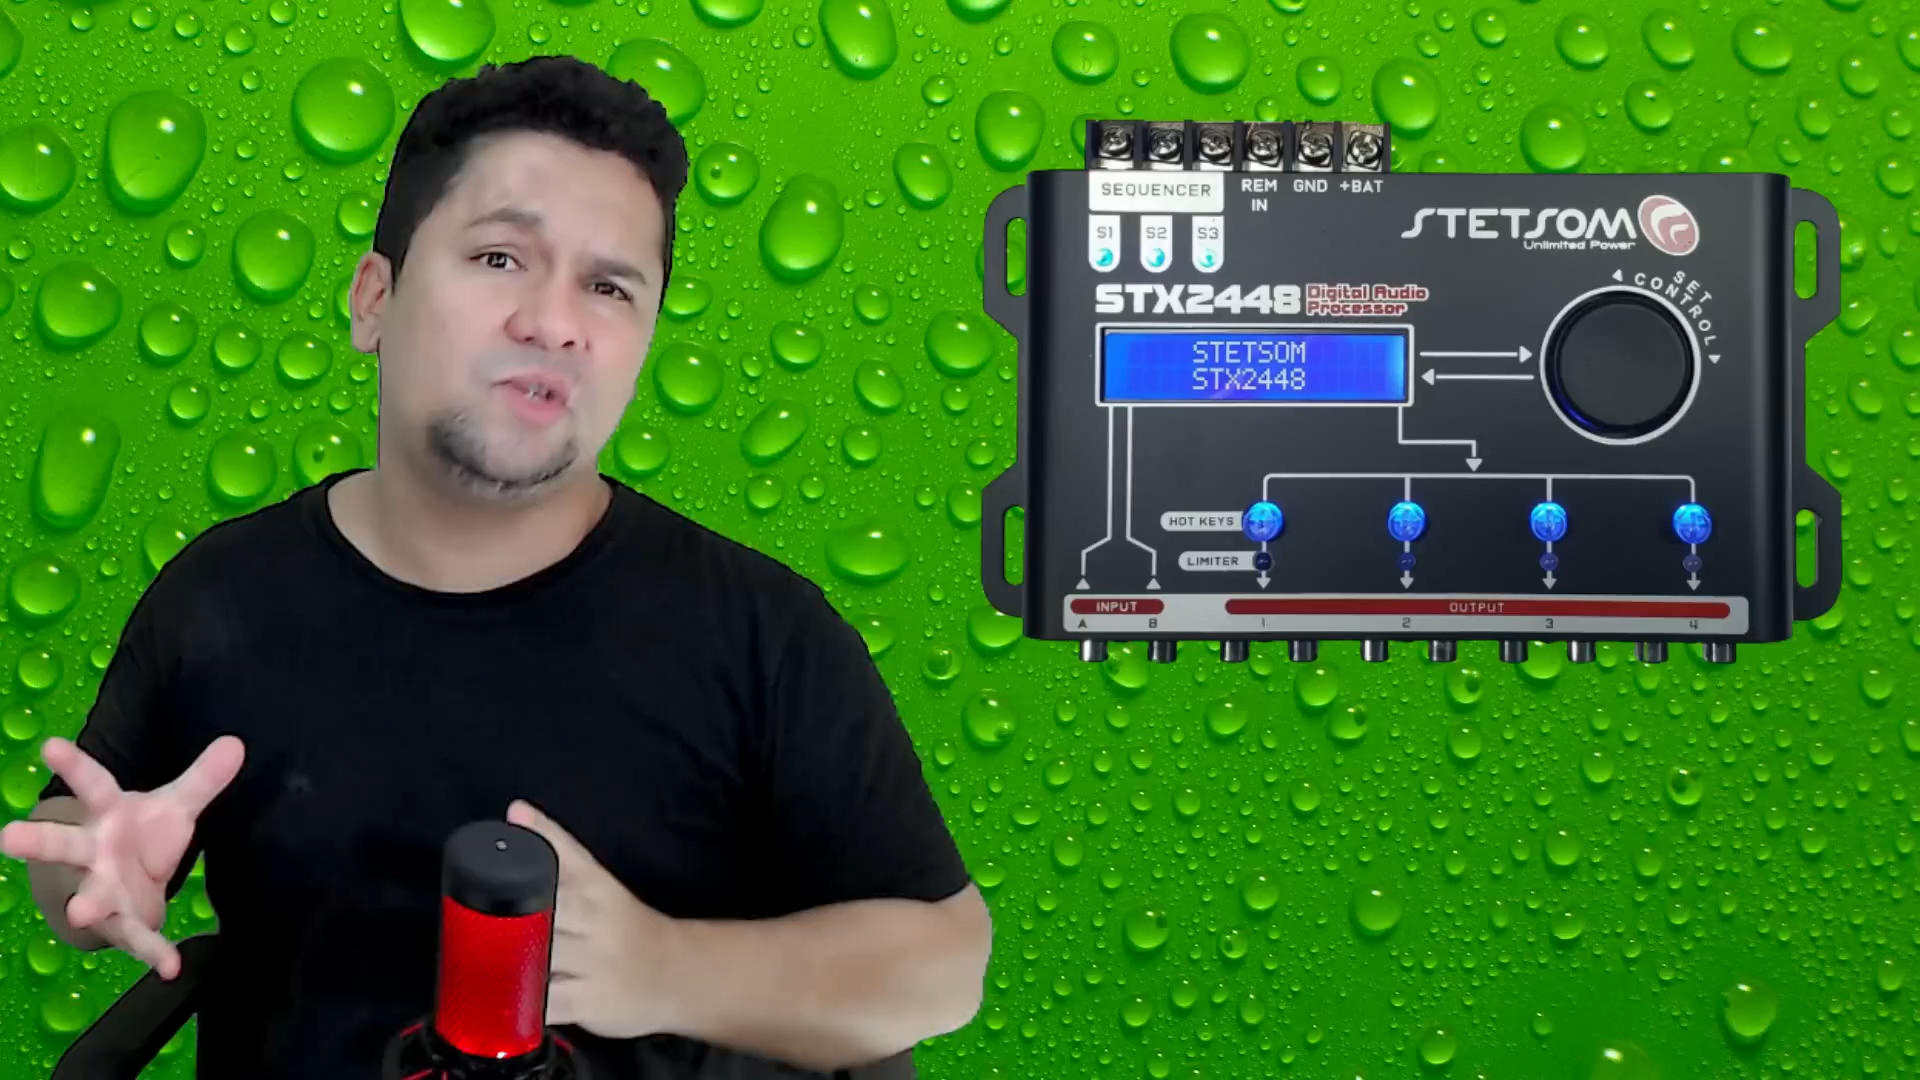 SEQUENCER
REM IN
GND
+BAT
S1
S2
S3
STETSOM
Unlimited Power
STX2448
Digital Audio
Processor
SET CONTROL
STETSOM
STX2448
HOT KEYS
LIMITER
INPUT
OUTPUT
A
B
1
2
3
4